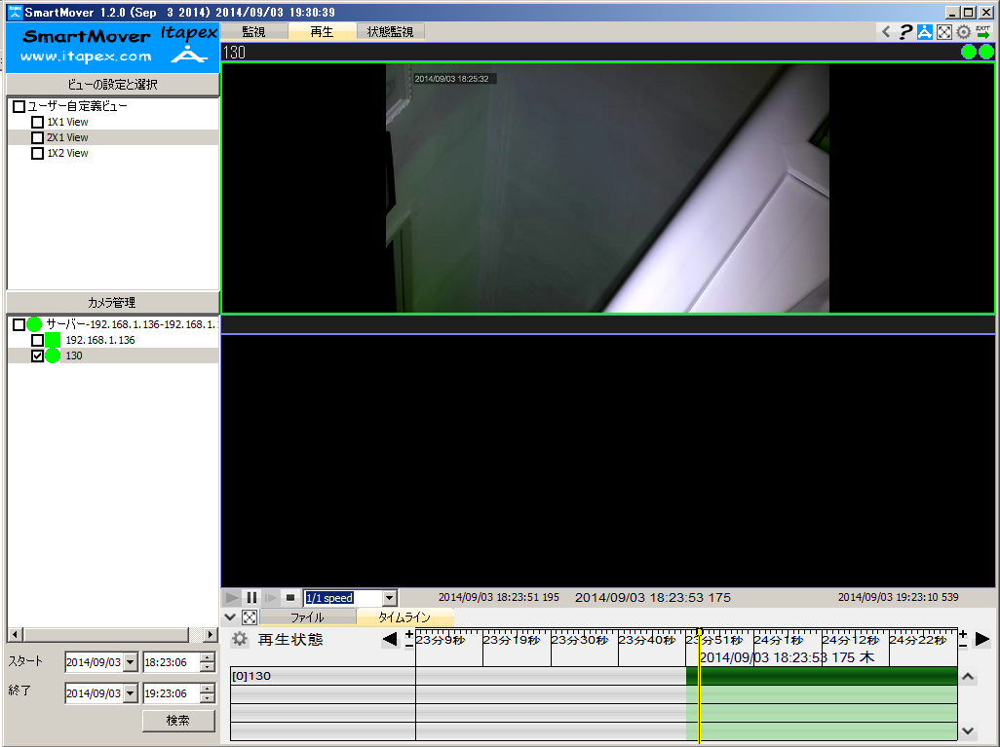 SmartMover 1.2.0 (Sep 3 2014) 2014/09/03 19:30:39
SmartMover Itapex
www.itapex.com
監視 再生 状態監視
EXIT
130
ビューの設定と選択
2014/09/03 18:25:32
ユーザー自定義ビュー
1X1 View
2X1 View
1X2 View
カメラ管理
サーバー-192.168.1.136-192.168.1.
192.168.1.136
130
1/1 speed
2014/09/03 18:23:51 195
2014/09/03 18:23:53 175
2014/09/03 19:23:10 539
ファイル タイムライン
再生状態
23分9秒 23分19秒 23分30秒 23分40秒 23分51秒 24分1秒 24分12秒 24分22秒
2014/09/03 18:23:53 175 木
[0]130
スタート 2014/09/03 18:23:06
終了 2014/09/03 19:23:06
検索